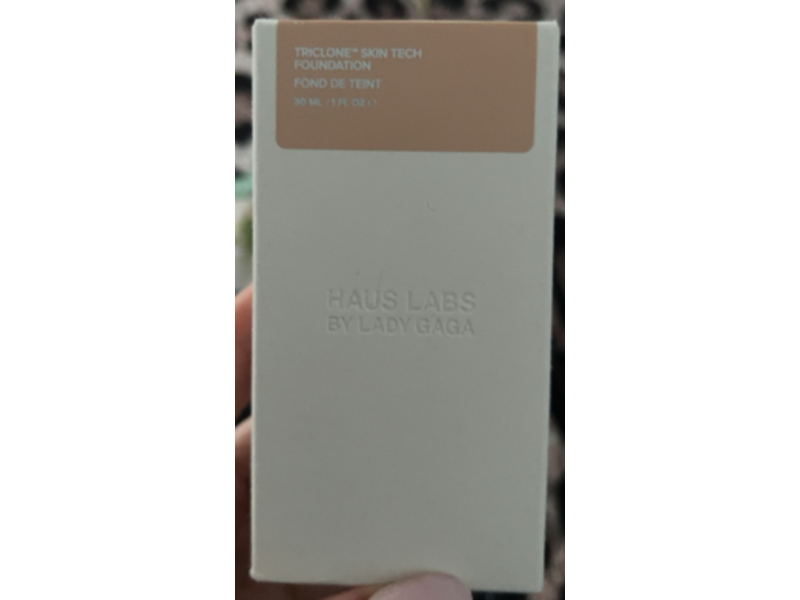 TRICLONE™ SKIN TECH
FOUNDATION
FOND DE TEINT
30 ML / 1 FL OZ /
HAUS LABS
BY LADY GAGA